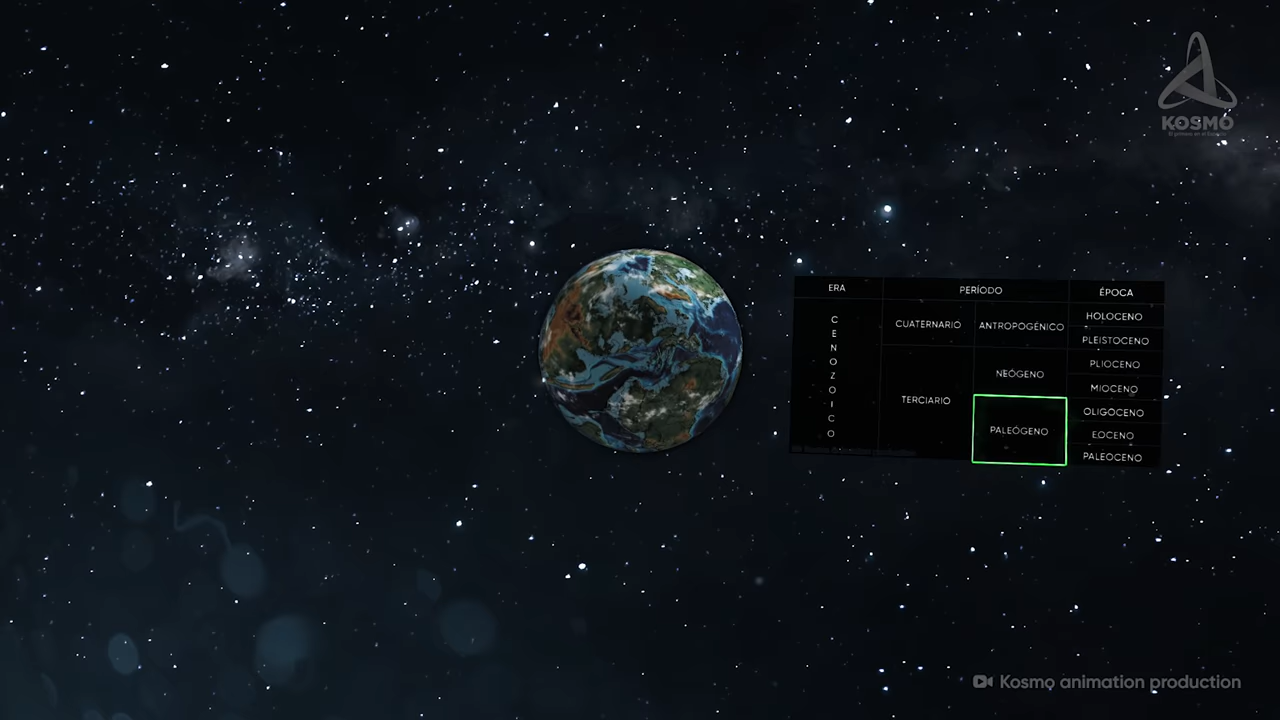 KOSMO
ERA
PERÍODO
ÉPOCA
CENOZOICO
CUATERNARIO
ANTROPOGÉNICO
HOLOCENO
PLEISTOCENO
TERCIARIO
NEÓGENO
PLIOCENO
MIOCENO
PALEÓGENO
OLIGOCENO
EOCENO
PALEOCENO
Kosmo animation production